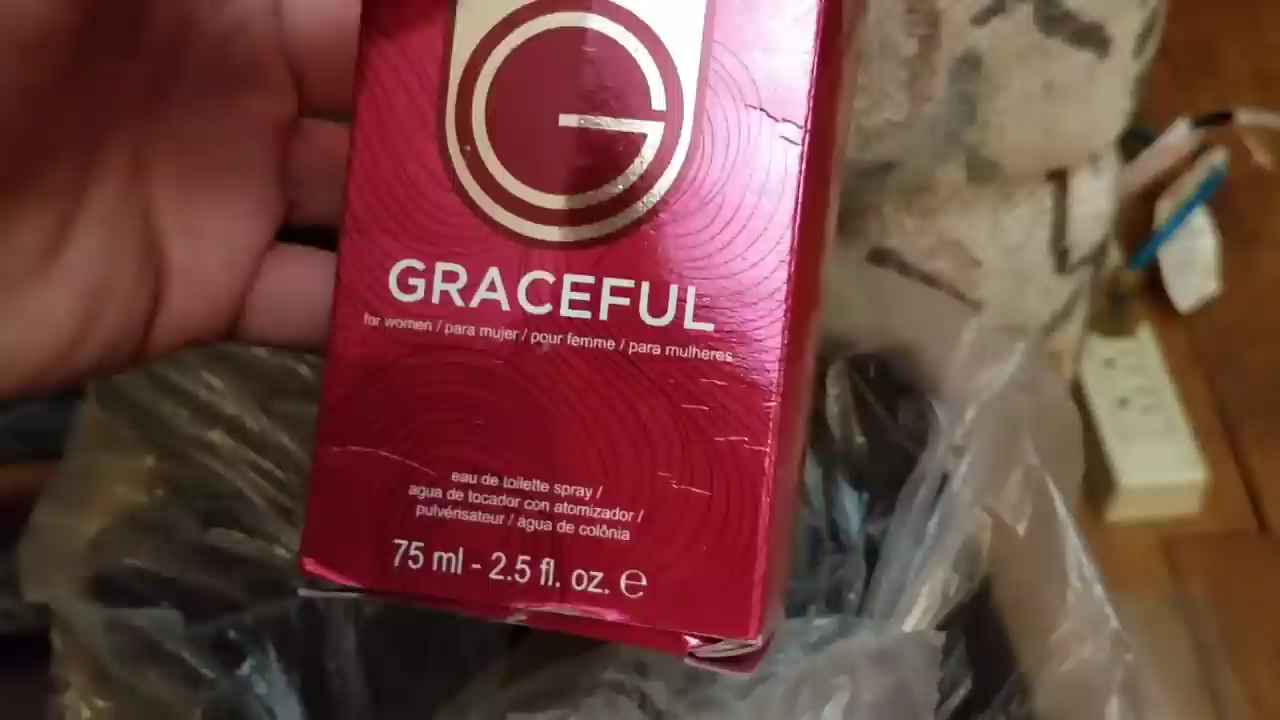 G
GRACEFUL
for women / para mujer / pour femme / para mulheres
eau de toilette spray /
agua de tocador con atomizador /
pulvérisateur / água de colônia
75 ml - 2.5 fl. oz. ℮